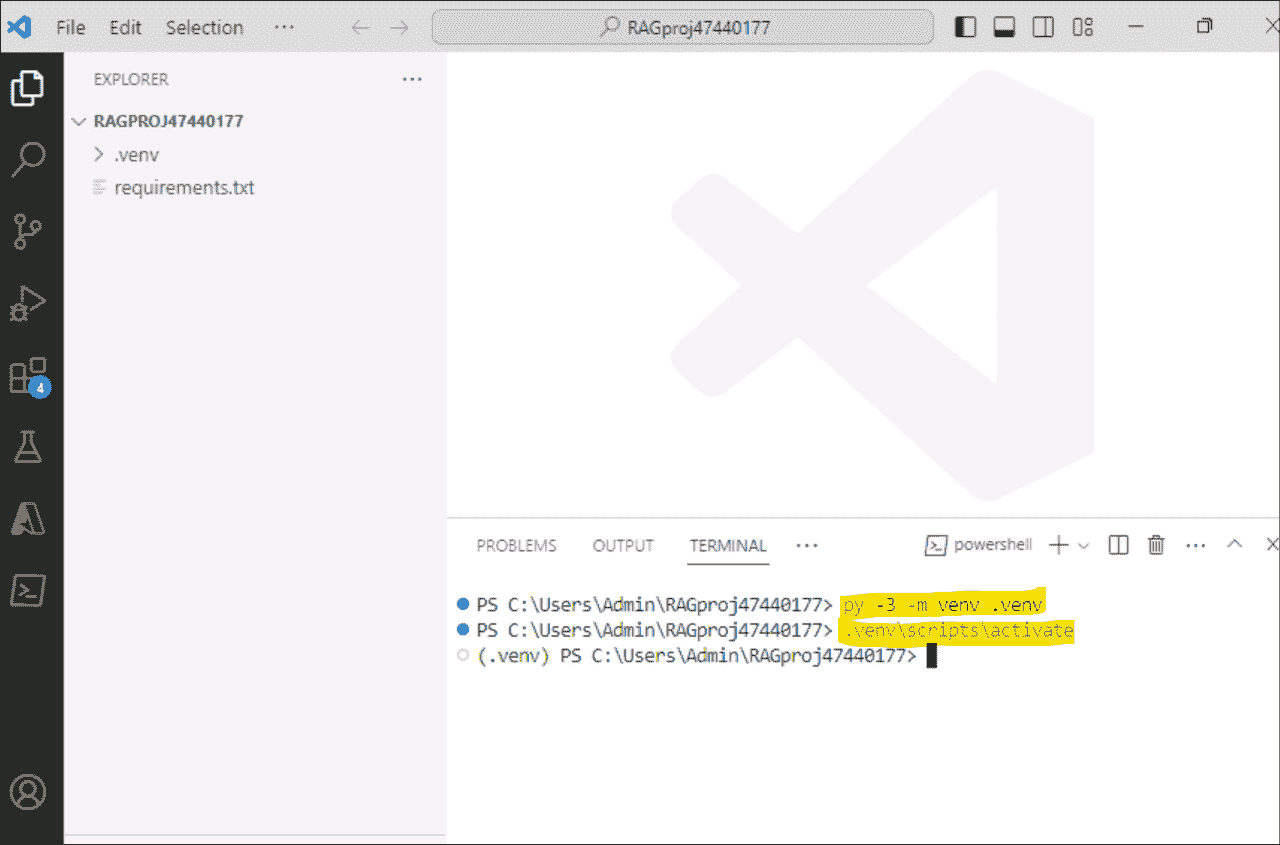 File Edit Selection ··· RAGproj47440177
EXPLORER ···
RAGPROJ47440177
.venv
requirements.txt
4
PROBLEMS OUTPUT TERMINAL ··· powershell ···
PS C:\Users\Admin\RAGproj47440177> py -3 -m venv .venv
PS C:\Users\Admin\RAGproj47440177> .venv\scripts\activate
(.venv) PS C:\Users\Admin\RAGproj47440177>